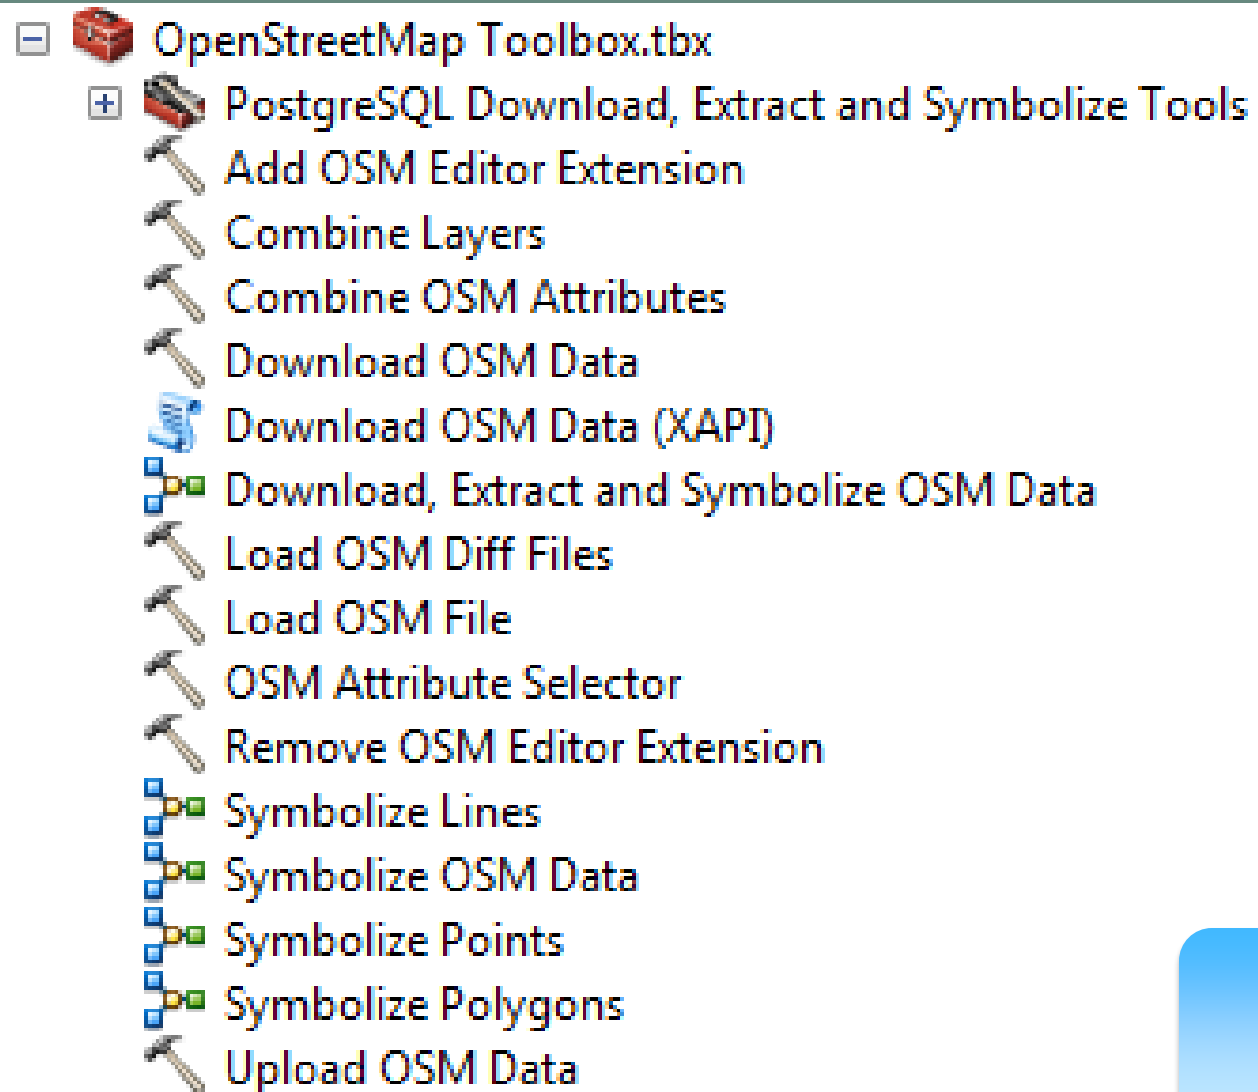 OpenStreetMap Toolbox.tbx
PostgreSQL Download, Extract and Symbolize Tools
Add OSM Editor Extension
Combine Layers
Combine OSM Attributes
Download OSM Data
Download OSM Data (XAPI)
Download, Extract and Symbolize OSM Data
Load OSM Diff Files
Load OSM File
OSM Attribute Selector
Remove OSM Editor Extension
Symbolize Lines
Symbolize OSM Data
Symbolize Points
Symbolize Polygons
Upload OSM Data